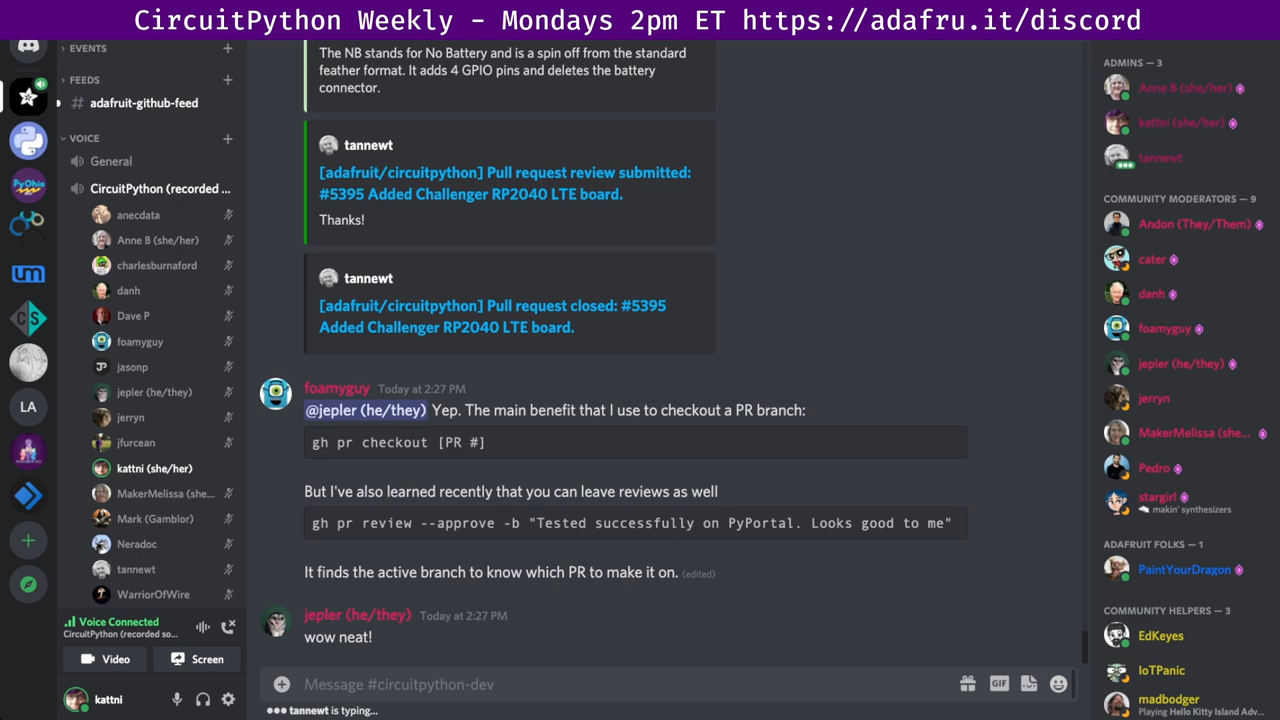 CircuitPython Weekly - Mondays 2pm ET https://adafru.it/discord
EVENTS
FEEDS
adafruit-github-feed
VOICE
General
CircuitPython (recorded ...
anecdata
Anne B (she/her)
charlesburnaford
danh
Dave P
foamyguy
jasonp
jepler (he/they)
jerryn
jfurcean
kattni (she/her)
MakerMelissa (she...
Mark (Gamblor)
Neradoc
tannewt
WarriorOfWire
Voice Connected
CircuitPython (recorded so...
Video
Screen
kattni
PyOhio
um
C S
LA
The NB stands for No Battery and is a spin off from the standard
feather format. It adds 4 GPIO pins and deletes the battery
connector.
tannewt
[adafruit/circuitpython] Pull request review submitted:
#5395 Added Challenger RP2040 LTE board.
Thanks!
tannewt
[adafruit/circuitpython] Pull request closed: #5395
Added Challenger RP2040 LTE board.
foamyguy Today at 2:27 PM
@jepler (he/they) Yep. The main benefit that I use to checkout a PR branch:
gh pr checkout [PR #]
But I've also learned recently that you can leave reviews as well
gh pr review --approve -b "Tested successfully on PyPortal. Looks good to me"
It finds the active branch to know which PR to make it on. (edited)
jepler (he/they) Today at 2:27 PM
wow neat!
Message #circuitpython-dev
GIF
tannewt is typing...
ADMINS — 3
Anne B (she/her)
kattni (she/her)
tannewt
COMMUNITY MODERATORS — 9
Andon (They/Them)
cater
danh
foamyguy
jepler (he/they)
jerryn
MakerMelissa (she...
Pedro
stargirl
makin' synthesizers
ADAFRUIT FOLKS — 1
PaintYourDragon
COMMUNITY HELPERS — 3
EdKeyes
IoTPanic
madbodger
Playing Hello Kitty Island Adv...